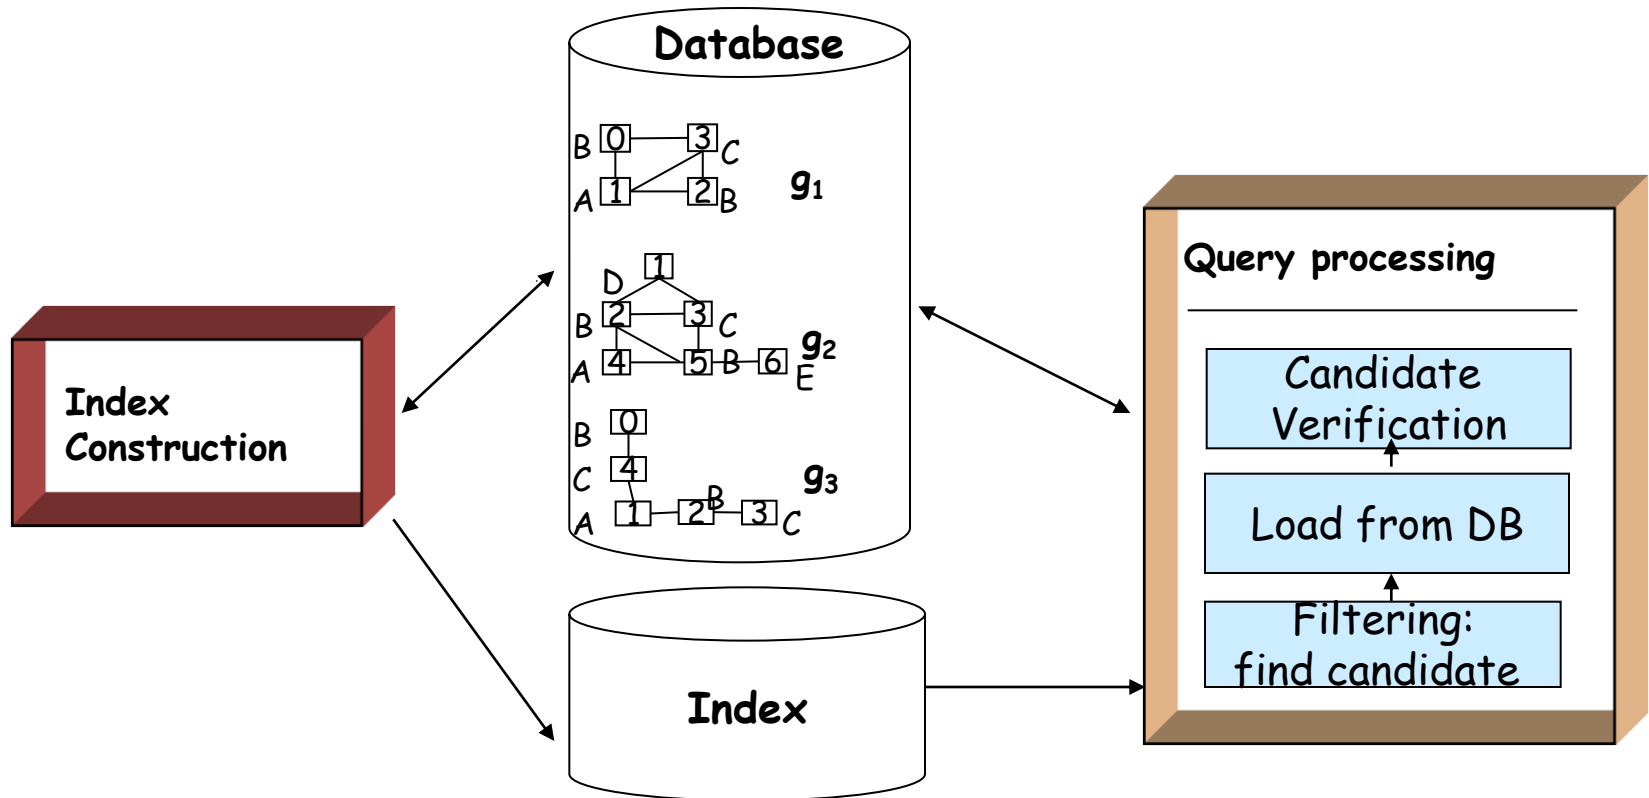 Database
B 0 3 C
A 1 2 B
g1
D 1
B 2 3 C
g2
A 4 5 B 6 E
B 0
C 4
g3
A 1 2 B 3 C
Index
Construction
Index
Query processing
Candidate
Verification
Load from DB
Filtering:
find candidate